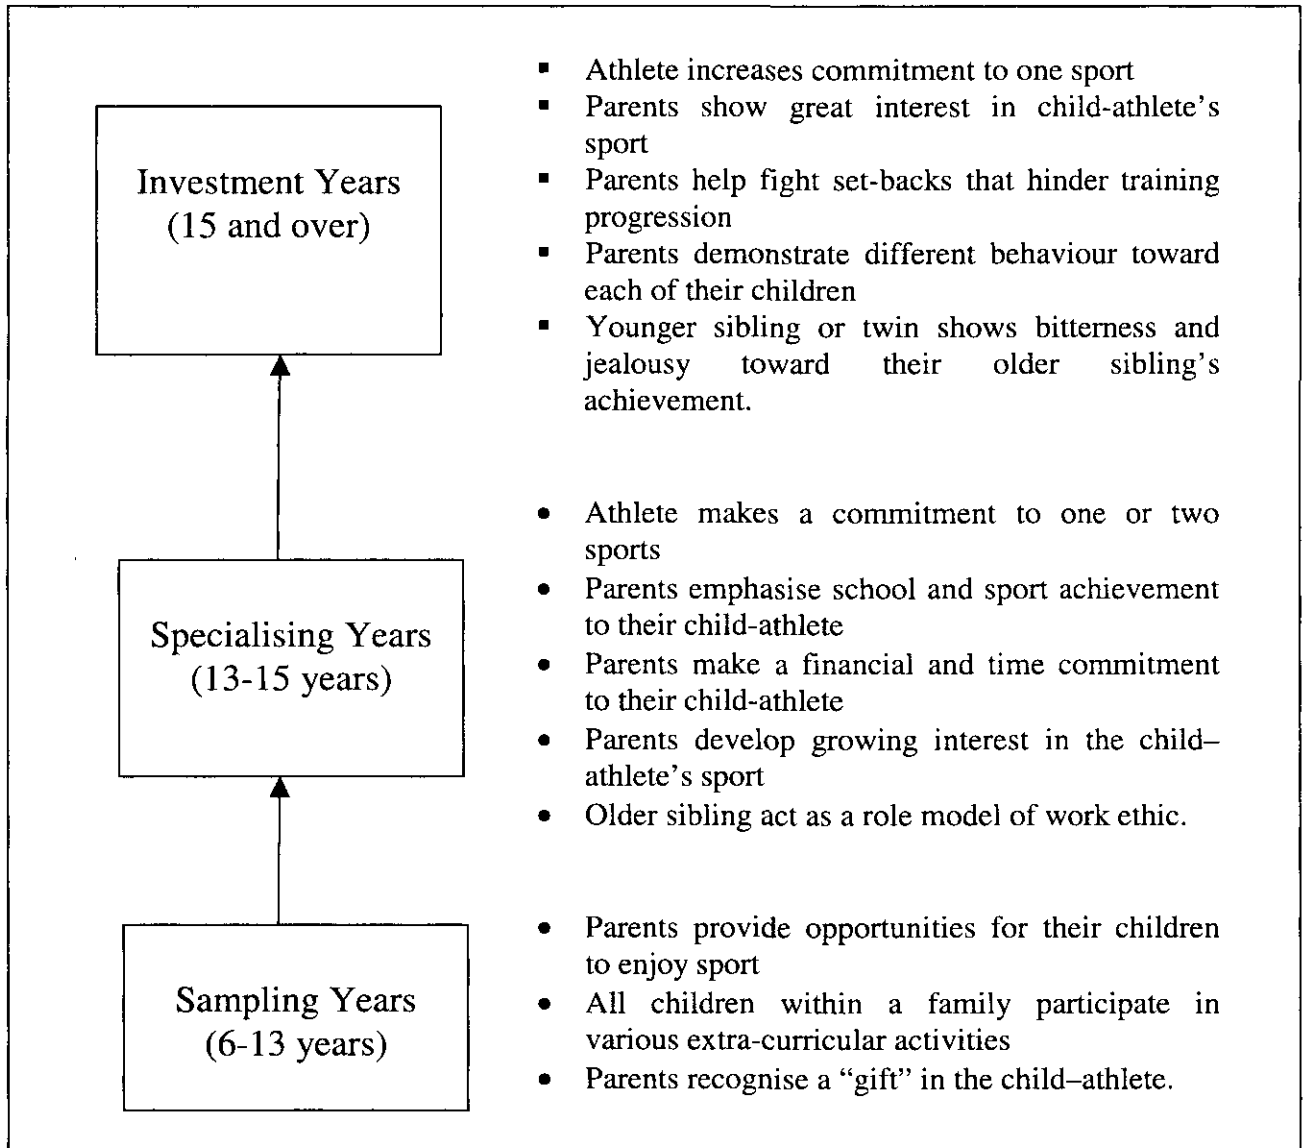 ▪ Athlete increases commitment to one sport
▪ Parents show great interest in child-athlete's
sport
▪ Parents help fight set-backs that hinder training
progression
▪ Parents demonstrate different behaviour toward
each of their children
▪ Younger sibling or twin shows bitterness and
jealousy toward their older sibling's
achievement.
Investment Years
(15 and over)
• Athlete makes a commitment to one or two
sports
• Parents emphasise school and sport achievement
to their child-athlete
• Parents make a financial and time commitment
to their child-athlete
• Parents develop growing interest in the child–
athlete's sport
• Older sibling act as a role model of work ethic.
Specialising Years
(13-15 years)
• Parents provide opportunities for their children
to enjoy sport
• All children within a family participate in
various extra-curricular activities
• Parents recognise a “gift” in the child–athlete.
Sampling Years
(6-13 years)